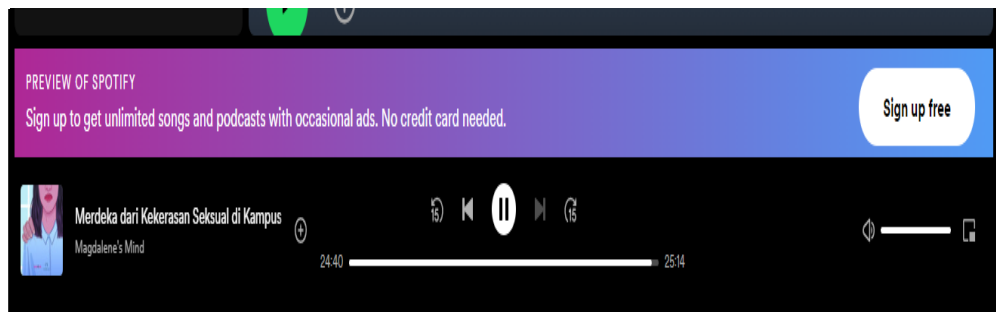 PREVIEW OF SPOTIFY
Sign up to get unlimited songs and podcasts with occasional ads. No credit card needed.
Sign up free
Merdeka dari Kekerasan Seksual di Kampus
Magdalene's Mind
15
15
24:40
25:14